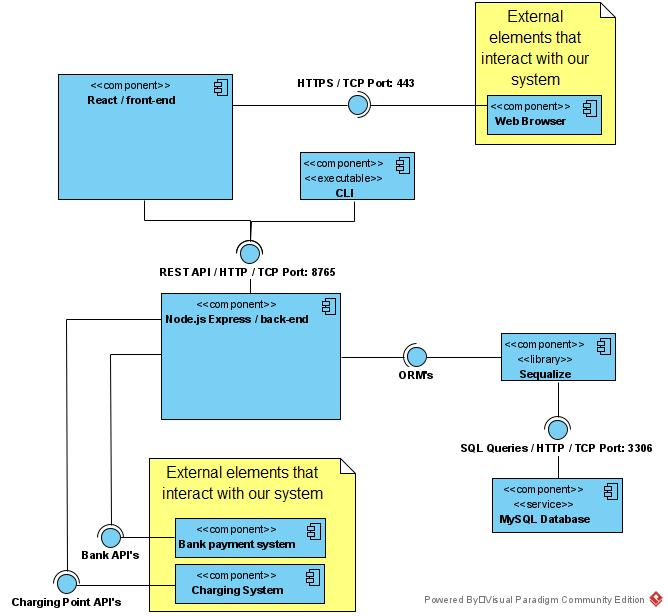 External
elements that
interact with our
system
<<component>>
React / front-end
HTTPS / TCP Port: 443
<<component>>
Web Browser
<<component>>
<<executable>>
CLI
REST API / HTTP / TCP Port: 8765
<<component>>
Node.js Express / back-end
ORM's
<<component>>
<<library>>
Sequalize
SQL Queries / HTTP / TCP Port: 3306
<<component>>
<<service>>
MySQL Database
External elements that
interact with our system
<<component>>
Bank payment system
Bank API's
<<component>>
Charging System
Charging Point API's
Powered By Visual Paradigm Community Edition